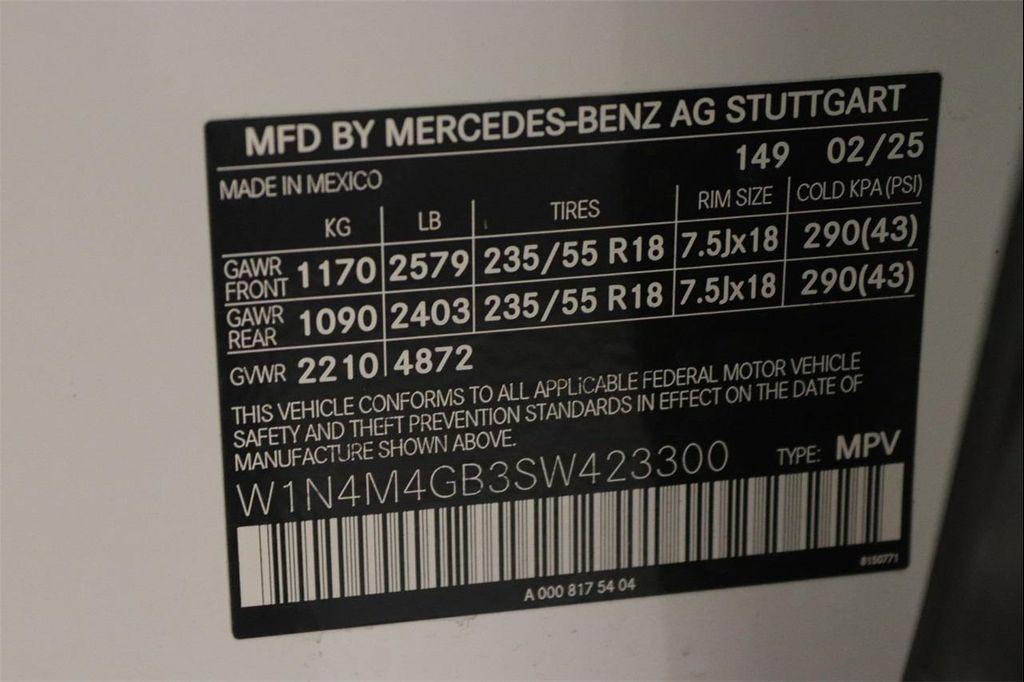 MFD BY MERCEDES-BENZ AG STUTTGART
149 02/25
MADE IN MEXICO
KG LB TIRES RIM SIZE COLD KPA (PSI)
GAWR FRONT 1170 2579 235/55 R18 7.5Jx18 290(43)
GAWR REAR 1090 2403 235/55 R18 7.5Jx18 290(43)
GVWR 2210 4872
THIS VEHICLE CONFORMS TO ALL APPLICABLE FEDERAL MOTOR VEHICLE
SAFETY AND THEFT PREVENTION STANDARDS IN EFFECT ON THE DATE OF
MANUFACTURE SHOWN ABOVE.
W1N4M4GB3SW423300 TYPE: MPV
A 000 817 54 04
8150771